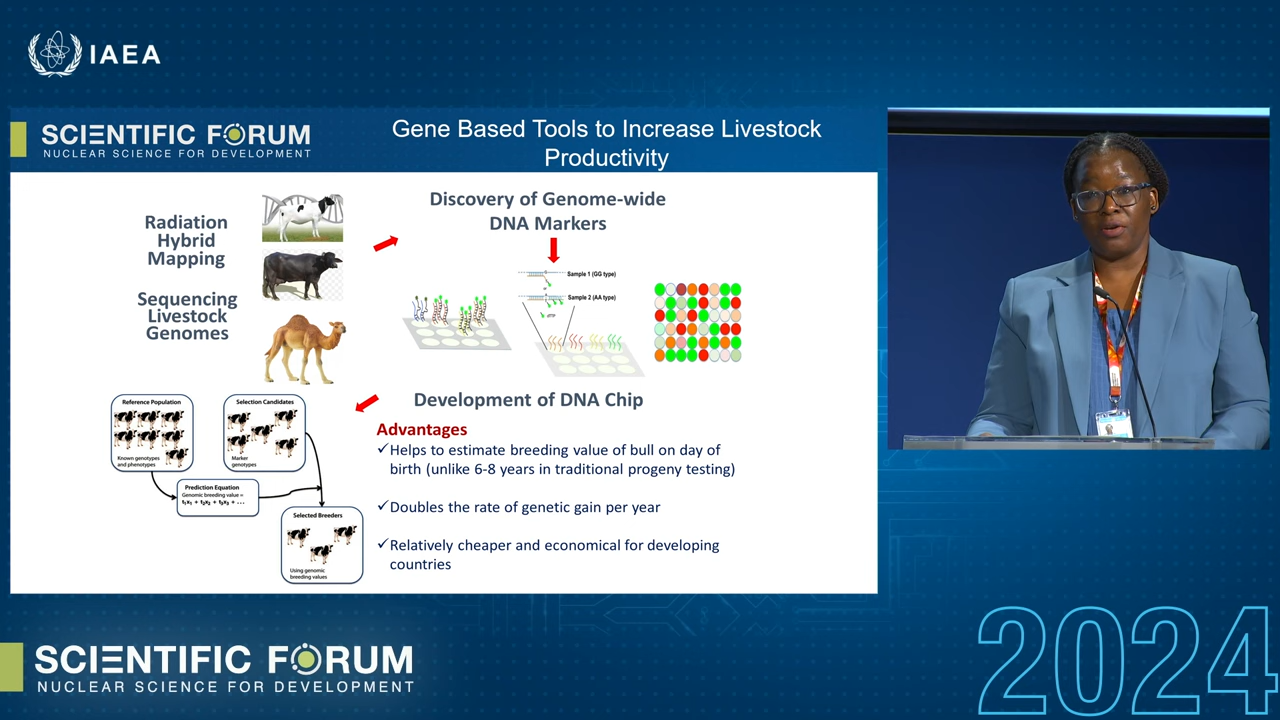 IAEA
SCIENTIFIC FORUM
NUCLEAR SCIENCE FOR DEVELOPMENT
Gene Based Tools to Increase Livestock
Productivity
Radiation
Hybrid
Mapping
Sequencing
Livestock
Genomes
Discovery of Genome-wide
DNA Markers
Sample 1 (GG type)
Sample 2 (AA type)
Development of DNA Chip
Reference Population
Known genotypes
and phenotypes
Selection Candidates
Marker
genotypes
Prediction Equation
Genomic breeding value =
t₁x₁ + t₂x₂ + t₃x₃ + ...
Selected Breeders
Using genomic
breeding values
Advantages
✓Helps to estimate breeding value of bull on day of
birth (unlike 6-8 years in traditional progeny testing)
✓Doubles the rate of genetic gain per year
✓Relatively cheaper and economical for developing
countries
SCIENTIFIC FORUM
NUCLEAR SCIENCE FOR DEVELOPMENT
2024